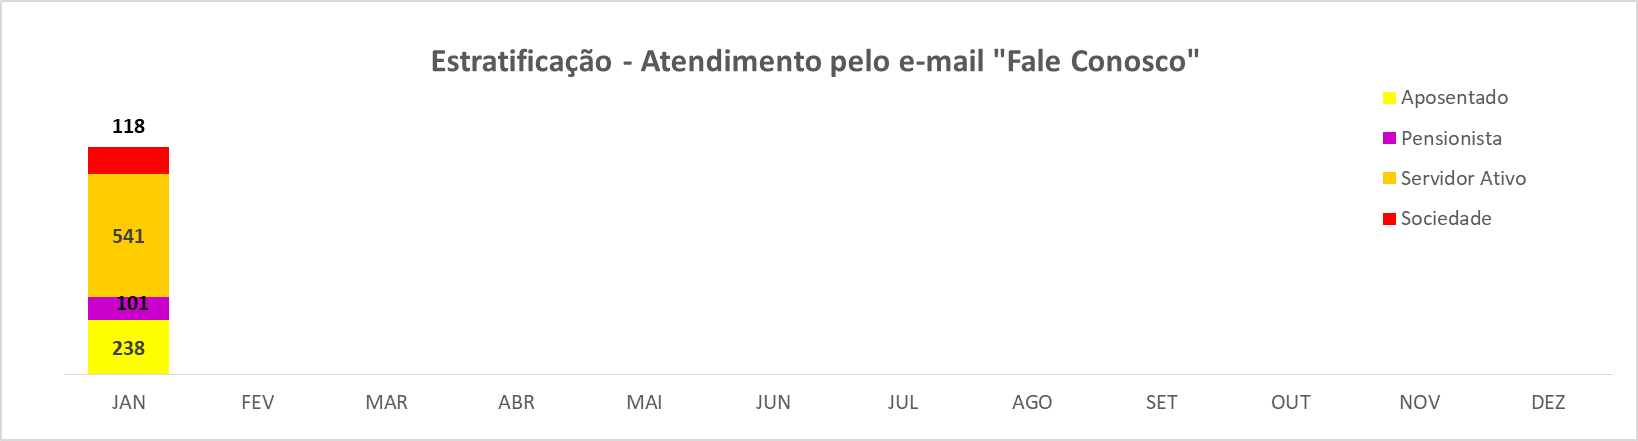 Estratificação - Atendimento pelo e-mail "Fale Conosco"
Aposentado
Pensionista
Servidor Ativo
Sociedade
118
541
101
238
JAN FEV MAR ABR MAI JUN JUL AGO SET OUT NOV DEZ